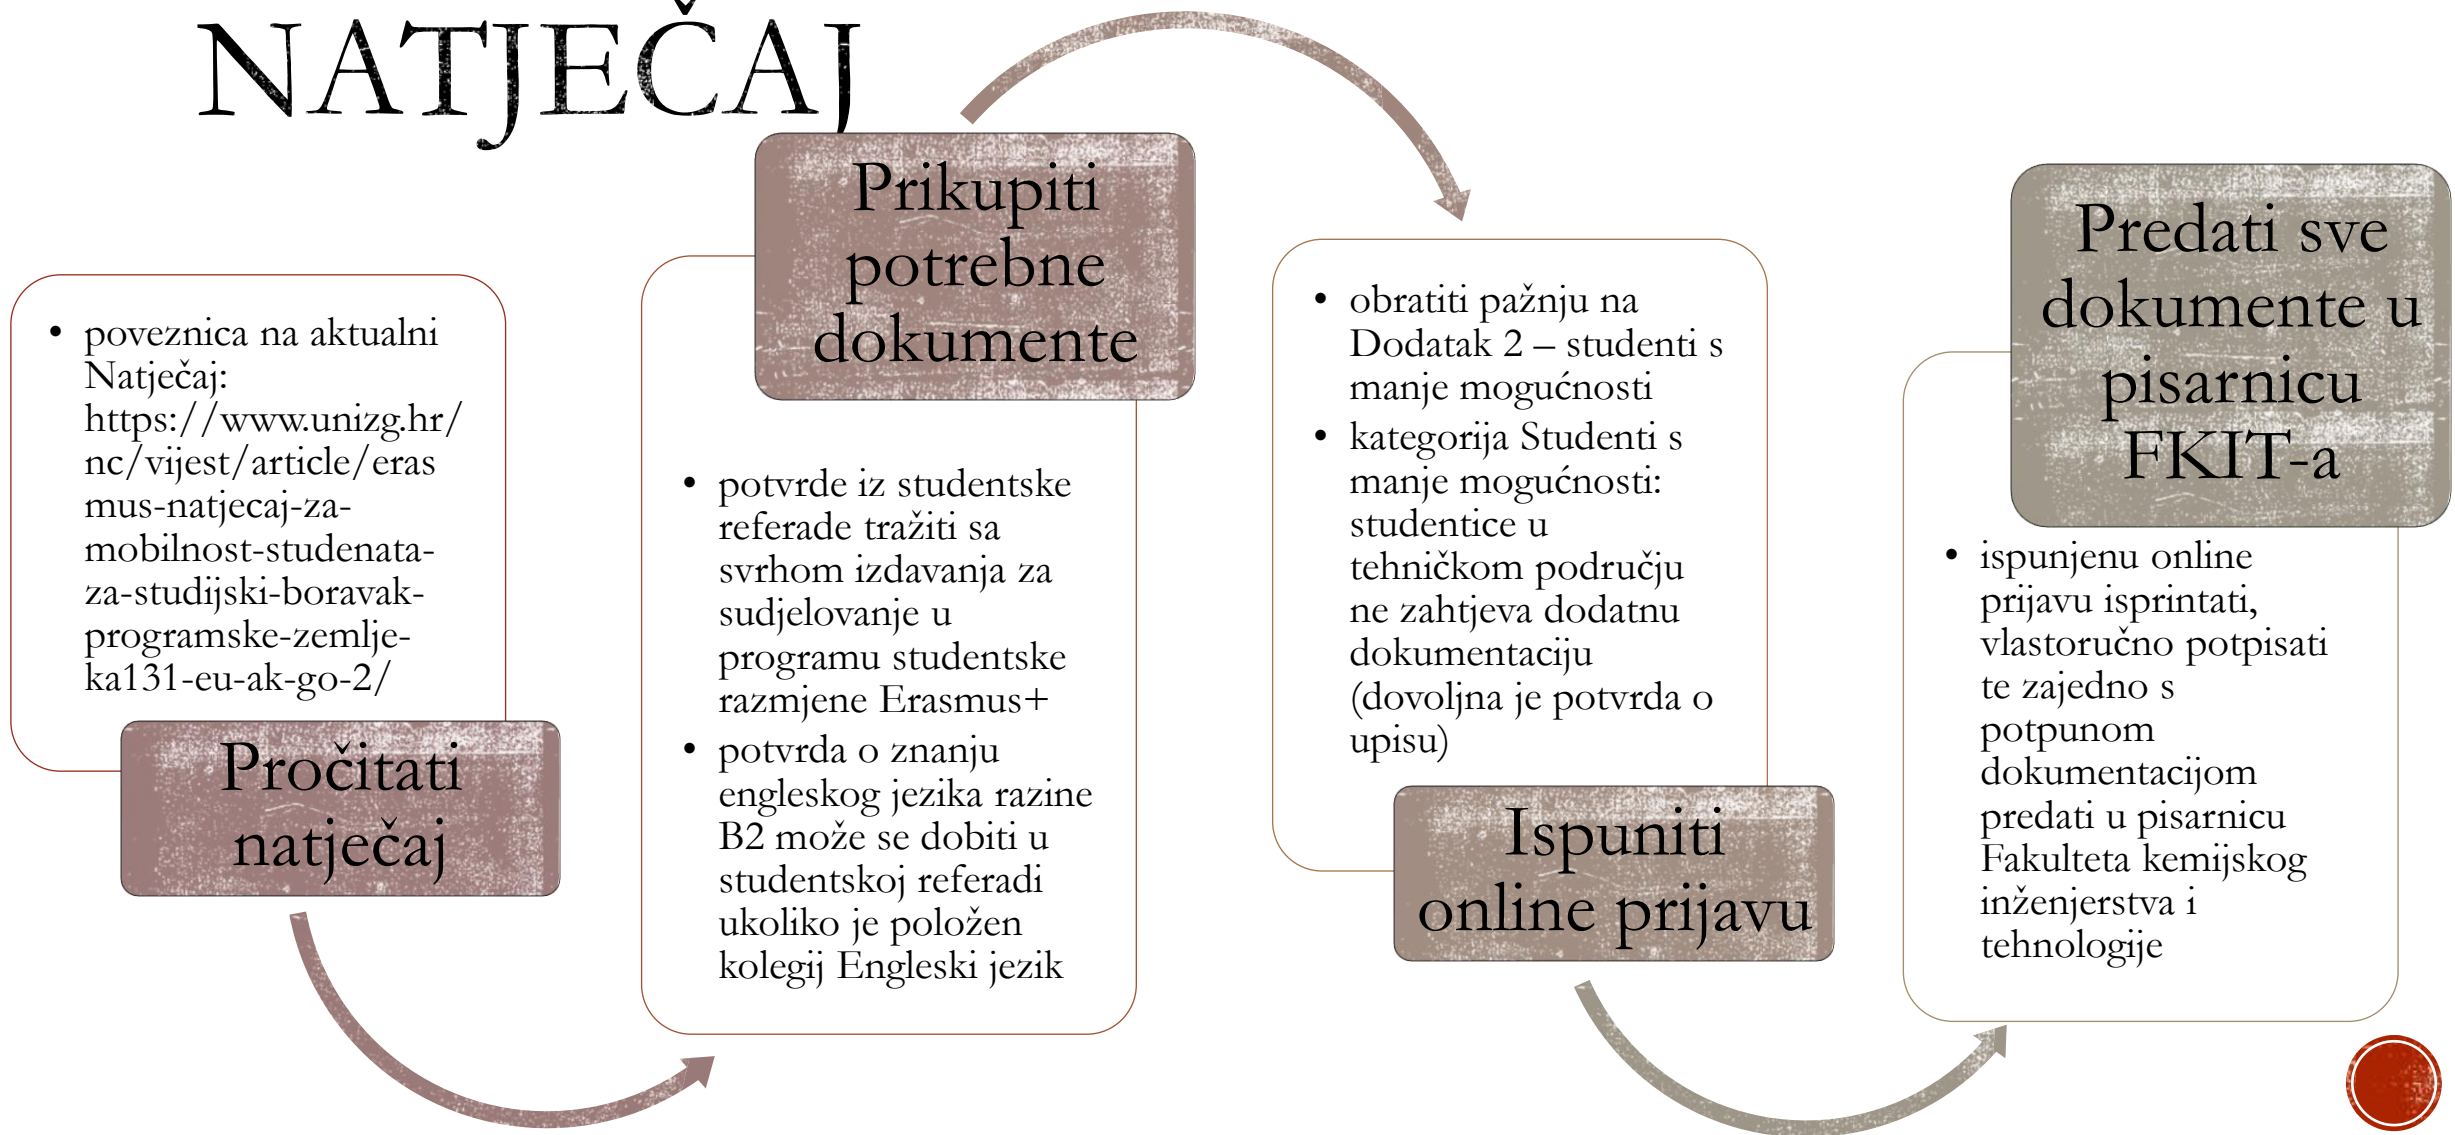 NATJEČAJ
• poveznica na aktualni
Natječaj:
https://www.unizg.hr/
nc/vijest/article/eras
mus-natjecaj-za-
mobilnost-studenata-
za-studijski-boravak-
programske-zemlje-
ka131-eu-ak-go-2/
Pročitati
natječaj
Prikupiti
potrebne
dokumente
• potvrde iz studentske
referade tražiti sa
svrhom izdavanja za
sudjelovanje u
programu studentske
razmjene Erasmus+
• potvrda o znanju
engleskog jezika razine
B2 može se dobiti u
studentskoj referadi
ukoliko je položen
kolegij Engleski jezik
• obratiti pažnju na
Dodatak 2 – studenti s
manje mogućnosti
• kategorija Studenti s
manje mogućnosti:
studentice u
tehničkom području
ne zahtjeva dodatnu
dokumentaciju
(dovoljna je potvrda o
upisu)
Ispuniti
online prijavu
Predati sve
dokumente u
pisarnicu
FKIT-a
• ispunjenu online
prijavu isprintati,
vlastoručno potpisati
te zajedno s
potpunom
dokumentacijom
predati u pisarnicu
Fakulteta kemijskog
inženjerstva i
tehnologije